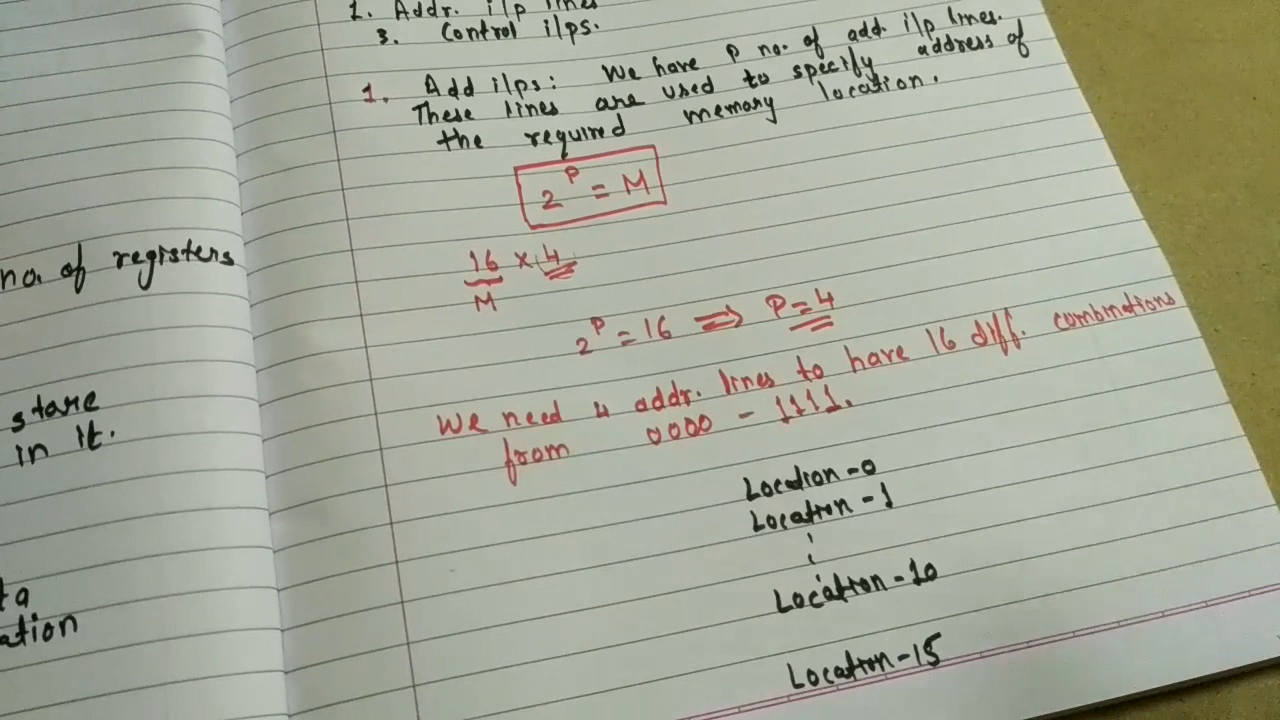 1. Addr. i/p lines
3. Control i/ps.
1. Add i/ps: We have P no. of add. i/p lines.
These lines are used to specify address of
the required memory location.
2^P = M
16 × 4
M
2^P = 16 ⇒ P = 4
We need 4 addr. lines to have 16 diff. combinations
from 0000 - 1111.
Location - 0
Location - 1
Location - 10
Location - 15
no. of registers
store
in it.
ta
ation